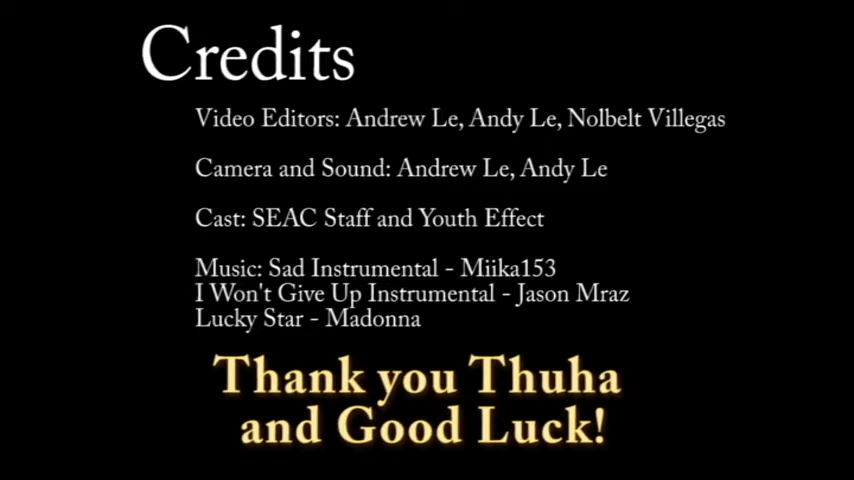 Credits
Video Editors: Andrew Le, Andy Le, Nolbelt Villegas
Camera and Sound: Andrew Le, Andy Le
Cast: SEAC Staff and Youth Effect
Music: Sad Instrumental - Miika153
I Won't Give Up Instrumental - Jason Mraz
Lucky Star - Madonna
Thank you Thuha
and Good Luck!